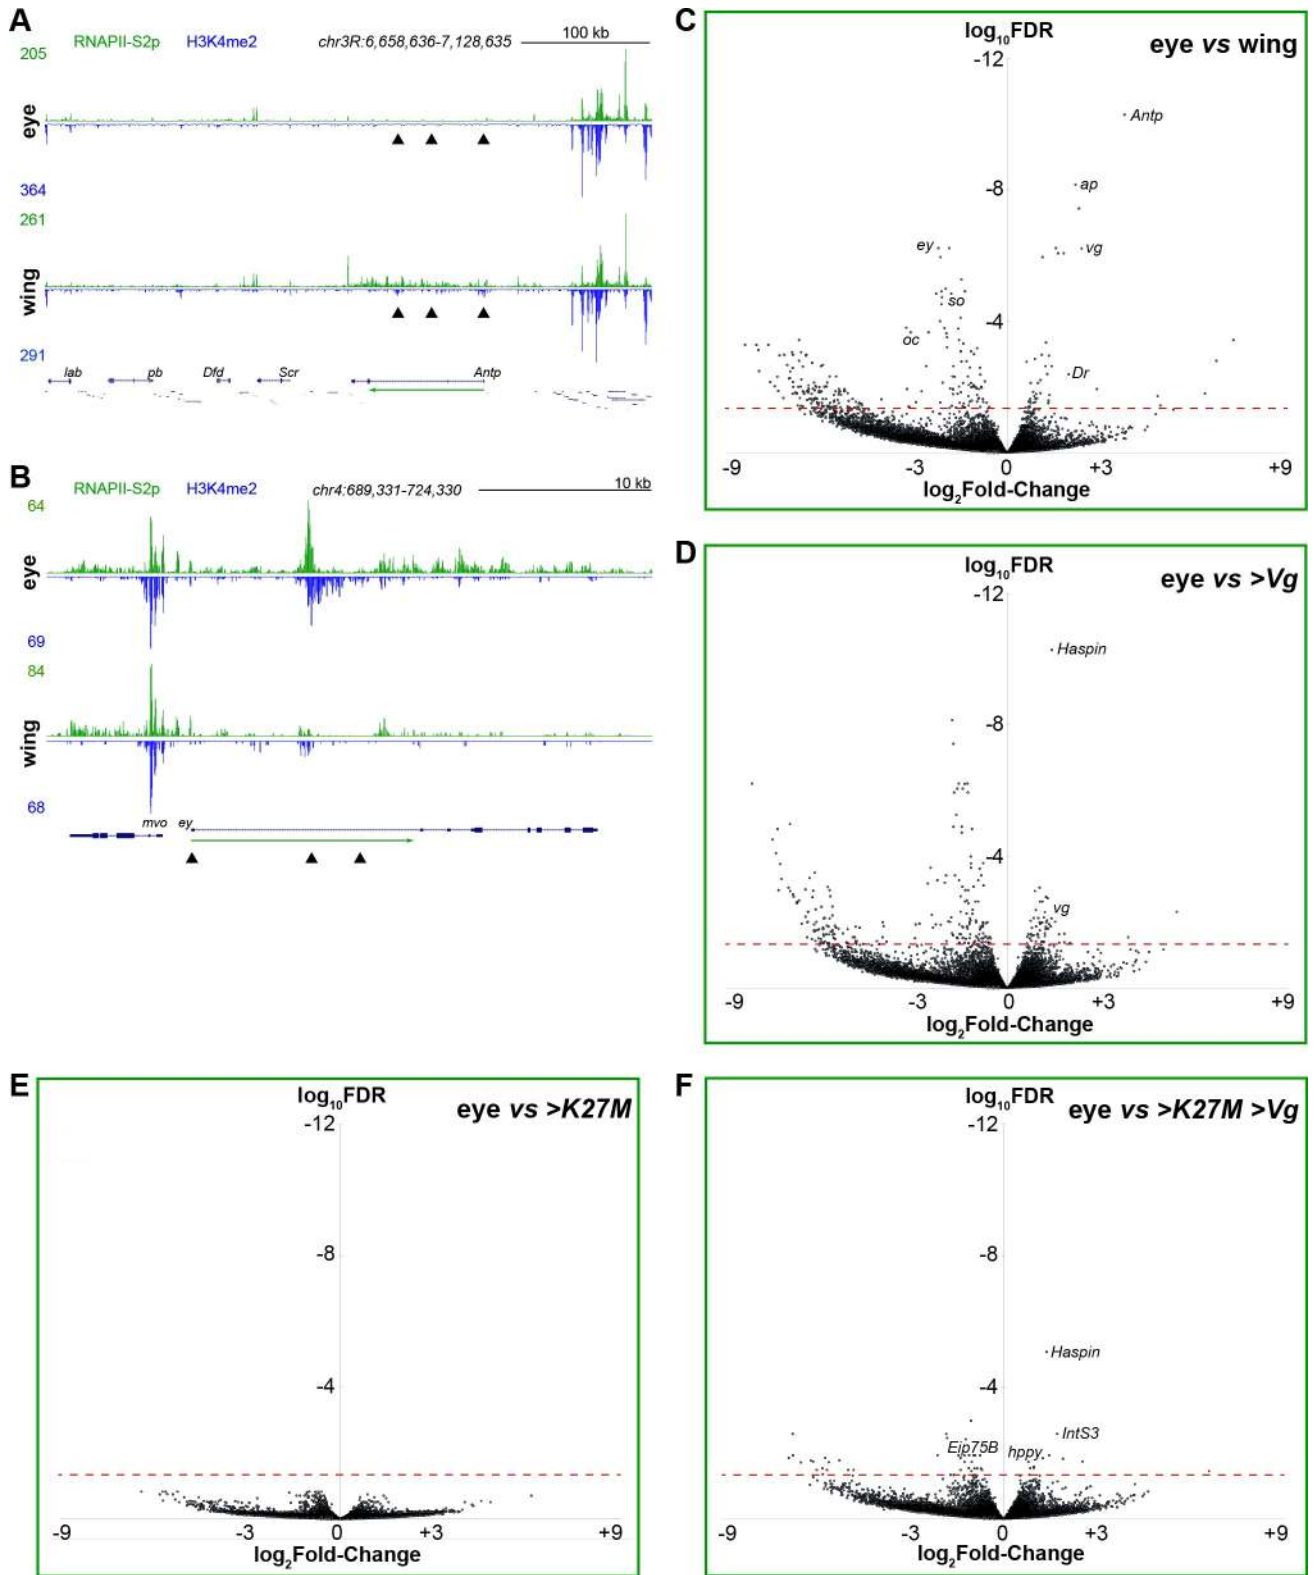 A
RNAPII-S2p H3K4me2 chr3R:6,658,636-7,128,635 100 kb
205
eye
364
261
wing
291
lab pb Dfd Scr Antp
B
RNAPII-S2p H3K4me2 chr4:689,331-724,330 10 kb
64
eye
69
84
wing
68
mvo ey
C
log10FDR
eye vs wing
-12
Antp
-8
ap
ey
vg
so
-4
oc
Dr
-9 -3 0 +3 +9
log2Fold-Change
D
log10FDR
eye vs >Vg
-12
Haspin
-8
-4
vg
-9 -3 0 +3 +9
log2Fold-Change
E
log10FDR
eye vs >K27M
-12
-8
-4
-9 -3 0 +3 +9
log2Fold-Change
F
log10FDR
eye vs >K27M >Vg
-12
-8
Haspin
-4
IntS3
Eip75B hppy
-9 -3 0 +3 +9
log2Fold-Change